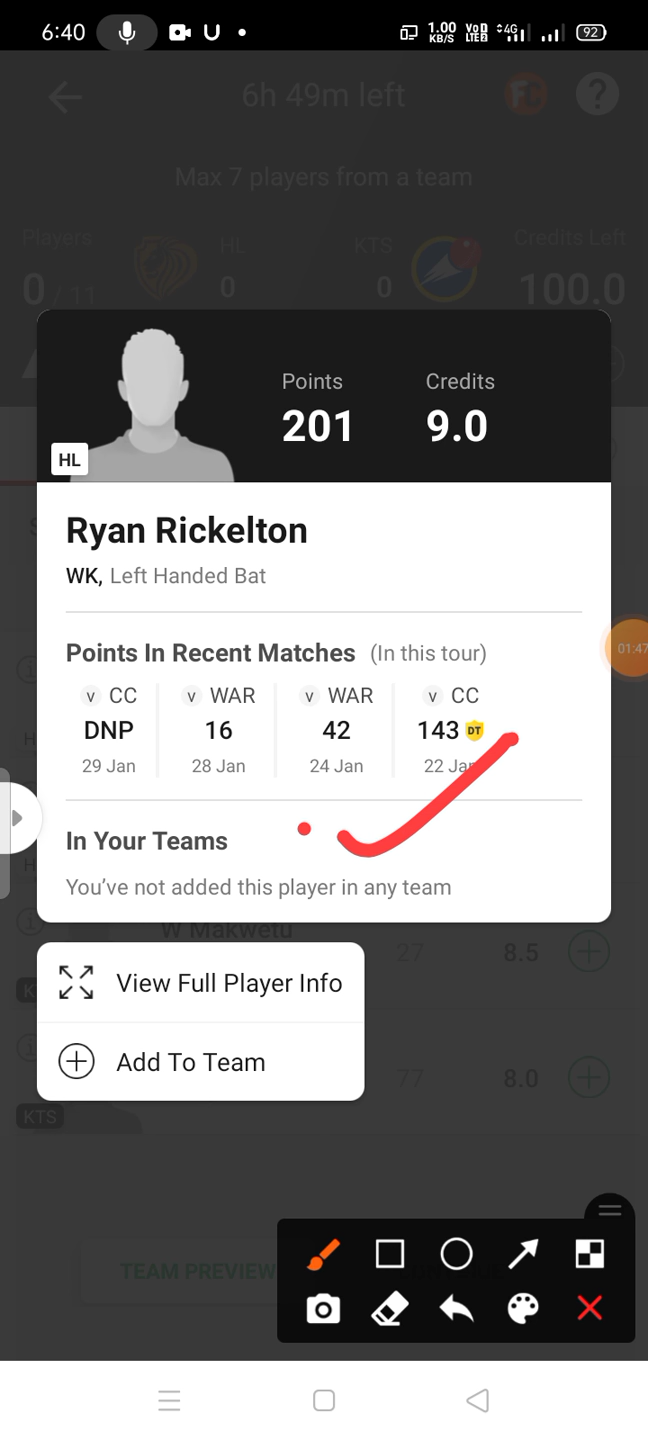 6:40 U 1.00 KB/S VoD LTE2 4G 92
6h 49m left FC ?
Max 7 players from a team
Players HL KTS Credits Left
0 / 11 0 0 100.0
Points Credits
201 9.0
HL
Ryan Rickelton
WK, Left Handed Bat
Points In Recent Matches (In this tour)
01:47
v CC v WAR v WAR v CC
DNP 16 42 143 DT
29 Jan 28 Jan 24 Jan 22 Jan
In Your Teams
You've not added this player in any team
W Makwetu
27 8.5
View Full Player Info
Add To Team
77 8.0
KTS
TEAM PREVIEW